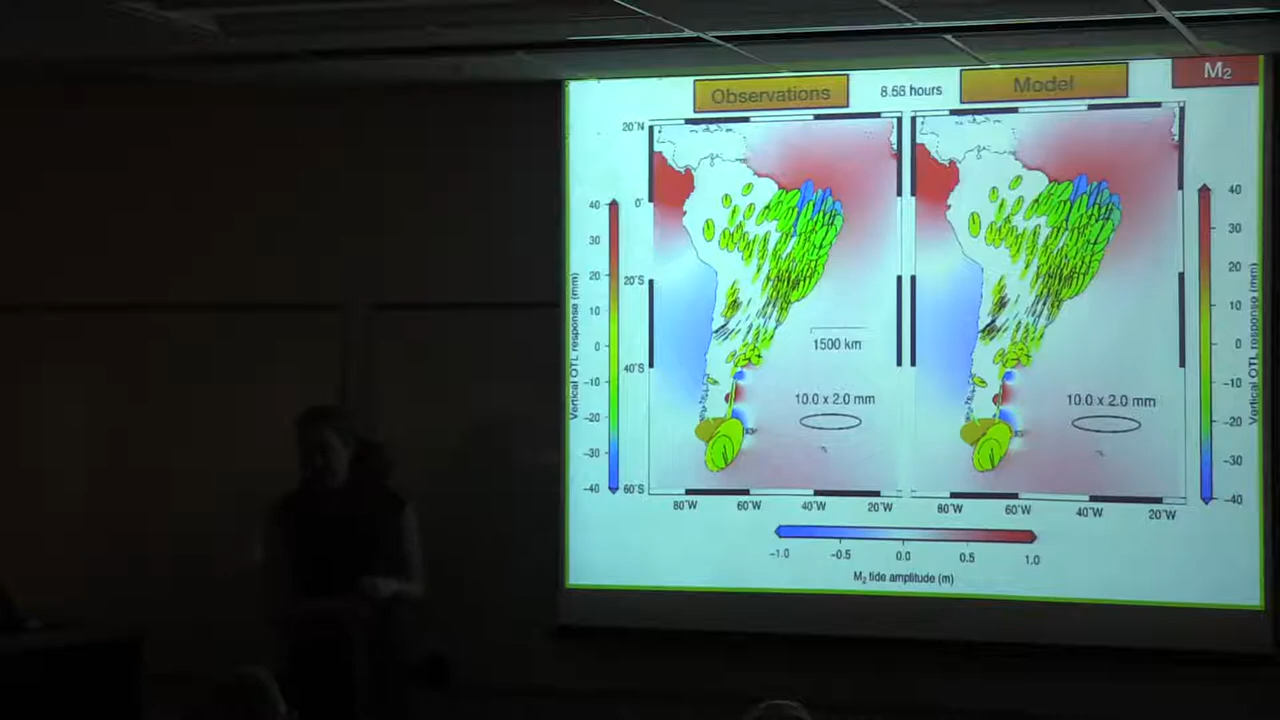 Observations
8.56 hours
Model
M₂
20°N
0°
20°S
40°S
60°S
40
30
20
10
0
−10
−20
−30
−40
Vertical OTL response (mm)
1500 km
10.0 x 2.0 mm
10.0 x 2.0 mm
80°W
60°W
40°W
20°W
80°W
60°W
40°W
20°W
40
30
20
10
0
−10
−20
−30
−40
Vertical OTL response (mm)
−1.0
−0.5
0.0
0.5
1.0
M₂ tide amplitude (m)